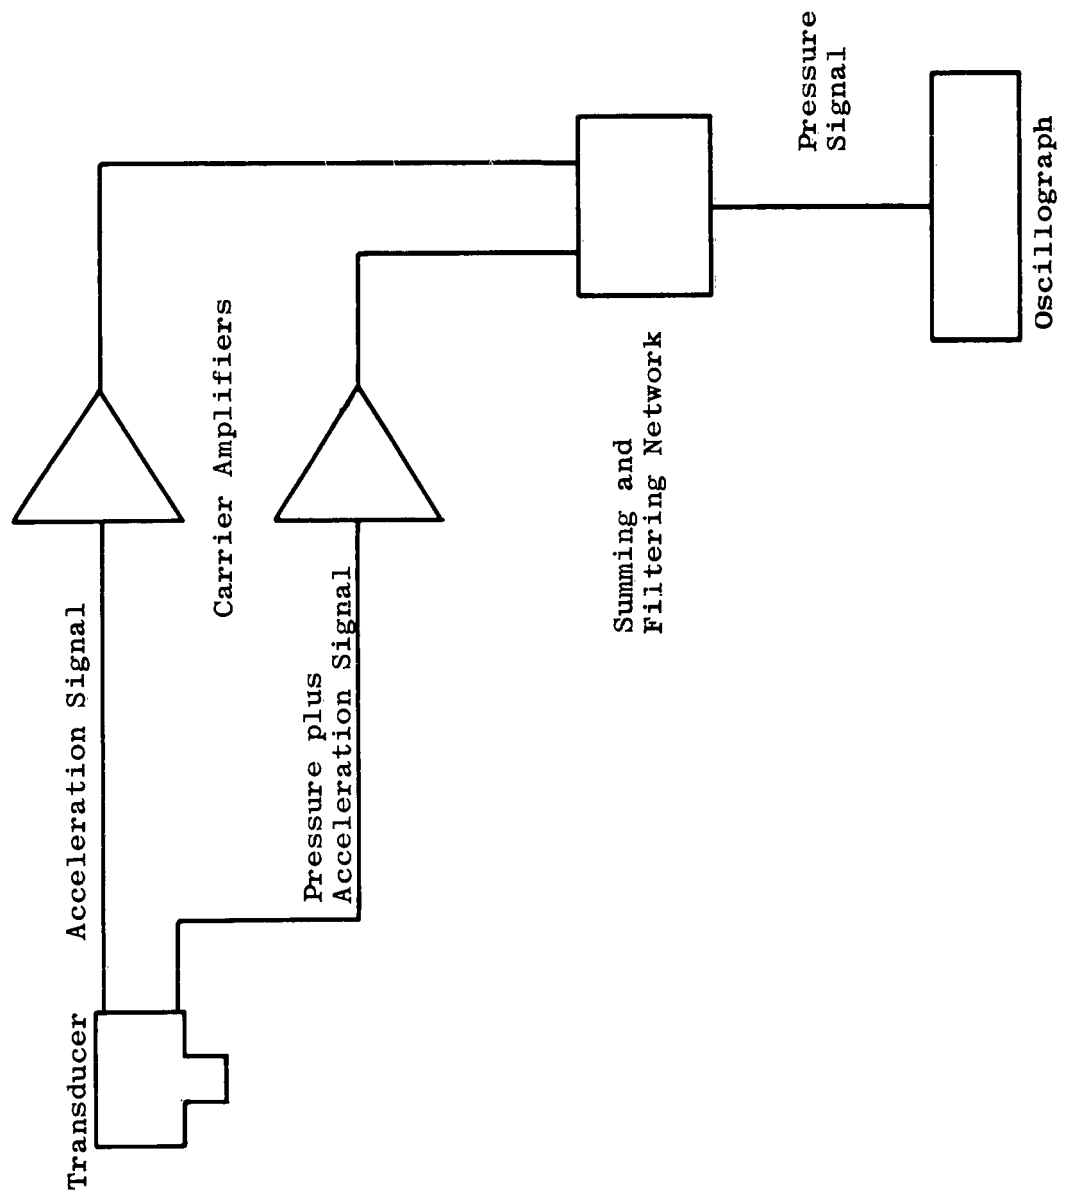 Transducer
Acceleration Signal
Pressure plus
Acceleration Signal
Carrier Amplifiers
Summing and
Filtering Network
Pressure
Signal
Oscillograph